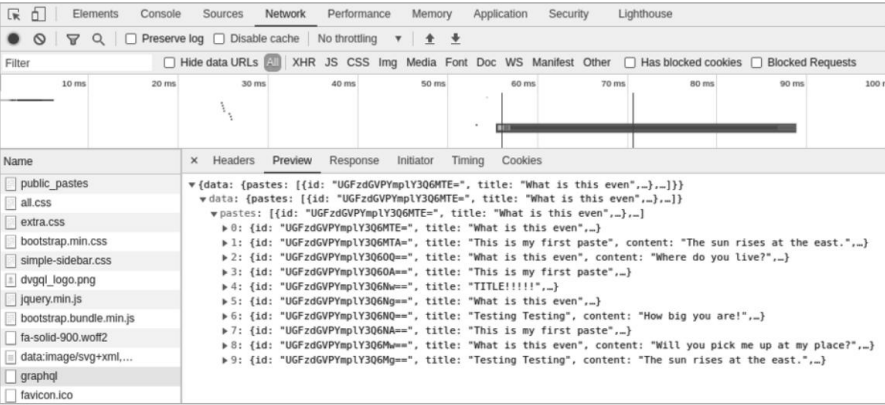 Elements Console Sources Network Performance Memory Application Security Lighthouse
Preserve log Disable cache No throttling
Filter Hide data URLs All XHR JS CSS Img Media Font Doc WS Manifest Other Has blocked cookies Blocked Requests
10 ms 20 ms 30 ms 40 ms 50 ms 60 ms 70 ms 80 ms 90 ms 100
Name × Headers Preview Response Initiator Timing Cookies
public_pastes
all.css
extra.css
bootstrap.min.css
simple-sidebar.css
dvgql_logo.png
jquery.min.js
bootstrap.bundle.min.js
fa-solid-900.woff2
data:image/svg+xml,…
graphql
favicon.ico
{data: {pastes: [{id: "UGFzdGVPYmplY3Q6MTE=", title: "What is this even",…},…]}}
data: {pastes: [{id: "UGFzdGVPYmplY3Q6MTE=", title: "What is this even",…},…]}
pastes: [{id: "UGFzdGVPYmplY3Q6MTE=", title: "What is this even",…},…]
0: {id: "UGFzdGVPYmplY3Q6MTE=", title: "What is this even",…}
1: {id: "UGFzdGVPYmplY3Q6MTA=", title: "This is my first paste", content: "The sun rises at the east.",…}
2: {id: "UGFzdGVPYmplY3Q6OQ==", title: "What is this even", content: "Where do you live?",…}
3: {id: "UGFzdGVPYmplY3Q6OA==", title: "This is my first paste",…}
4: {id: "UGFzdGVPYmplY3Q6Nw==", title: "TITLE!!!!!",…}
5: {id: "UGFzdGVPYmplY3Q6Ng==", title: "What is this even",…}
6: {id: "UGFzdGVPYmplY3Q6NQ==", title: "Testing Testing", content: "How big you are!",…}
7: {id: "UGFzdGVPYmplY3Q6NA==", title: "This is my first paste",…}
8: {id: "UGFzdGVPYmplY3Q6Mw==", title: "What is this even", content: "Will you pick me up at my place?",…}
9: {id: "UGFzdGVPYmplY3Q6Mg==", title: "Testing Testing", content: "The sun rises at the east.",…}